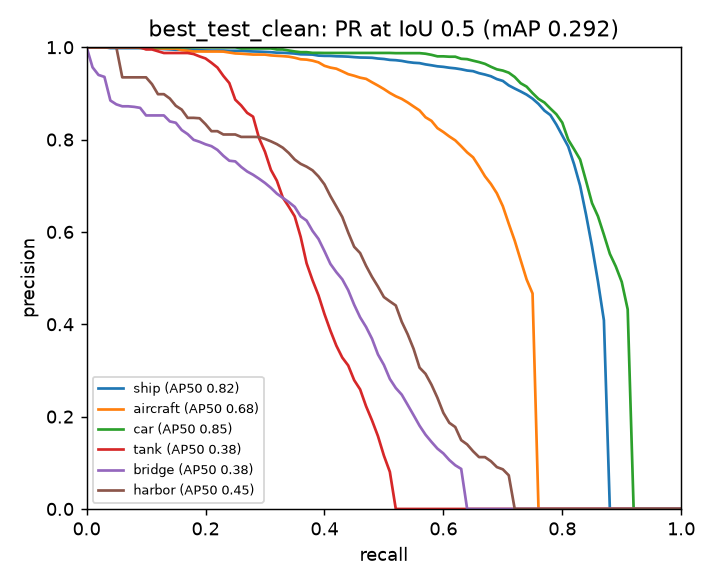 best_test_clean: PR at IoU 0.5 (mAP 0.292)
precision
1.0
0.8
0.6
0.4
0.2
0.0
ship (AP50 0.82)
aircraft (AP50 0.68)
car (AP50 0.85)
tank (AP50 0.38)
bridge (AP50 0.38)
harbor (AP50 0.45)
0.0 0.2 0.4 0.6 0.8 1.0
recall